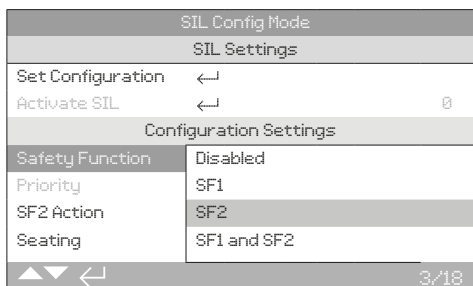 SIL Config Mode
SIL Settings
Set Configuration
Activate SIL 0
Configuration Settings
Safety Function Disabled
Priority SF1
SF2 Action SF2
Seating SF1 and SF2
3/18